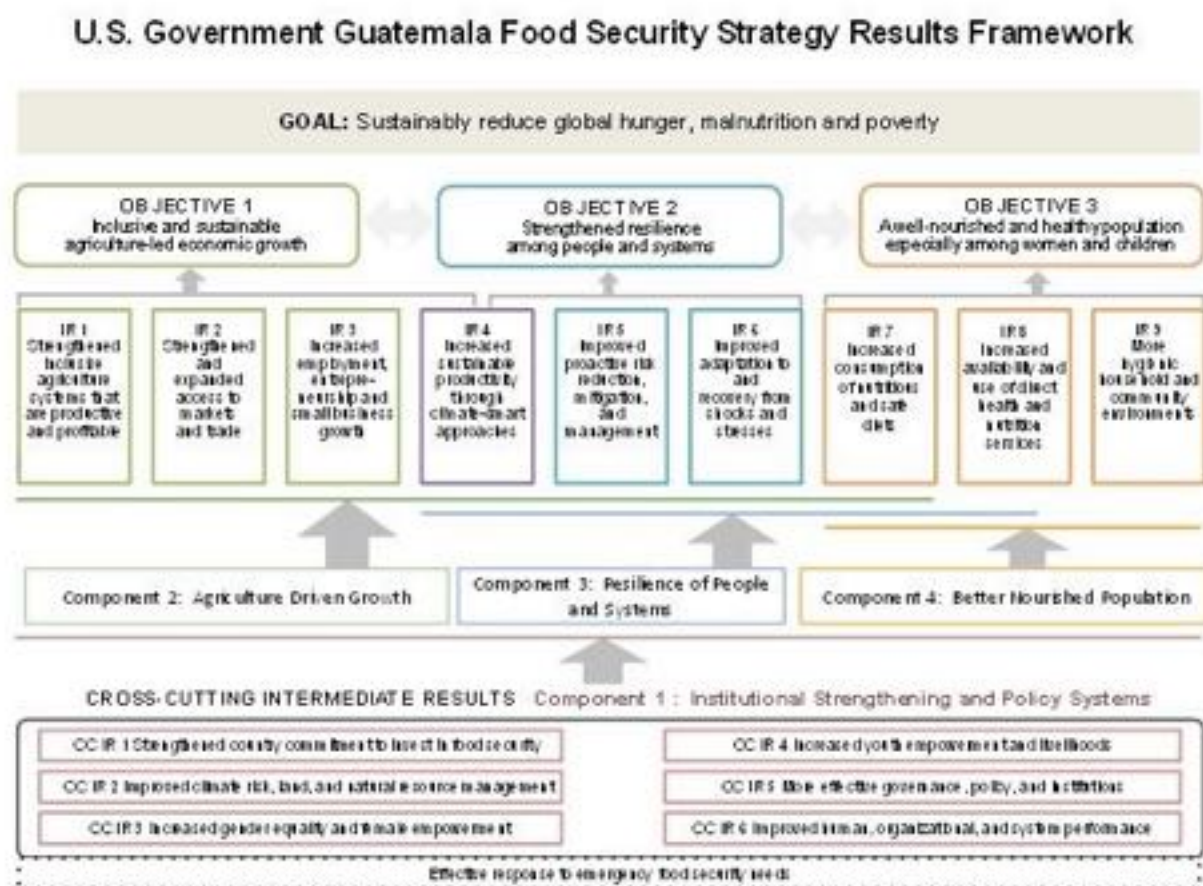 U.S. Government Guatemala Food Security Strategy Results Framework
GOAL: Sustainably reduce global hunger, malnutrition and poverty
OBJECTIVE 1
Inclusive and sustainable
agriculture-led economic growth
OBJECTIVE 2
Strengthened resilience
among people and systems
OBJECTIVE 3
A well-nourished and healthy population
especially among women and children
IR 1
Strengthened
inclusive
agriculture
systems that
are productive
and profitable
IR 2
Strengthened
and
expanded
access to
markets
and trade
IR 3
Increased
employment,
entrepre-
neurship and
small business
growth
IR 4
Increased
sustainable
productivity
through
climate-smart
approaches
IR 5
Improved
proactive risk
reduction,
mitigation,
and
management
IR 6
Improved
adaptation to
and
recovery from
shocks and
stresses
IR 7
Increased
consumption
of nutritious
and safe
diets
IR 8
Increased
availability and
use of direct
health and
nutrition
services
IR 9
More
hygienic
household and
community
environments
Component 2: Agriculture Driven Growth
Component 3: Resilience of People
and Systems
Component 4: Better Nourished Population
CROSS-CUTTING INTERMEDIATE RESULTS Component 1: Institutional Strengthening and Policy Systems
CC IR 1 Strengthened country commitment to invest in food security
CC IR 2 Improved climate risk, land, and natural resource management
CC IR 3 Increased gender equality and female empowerment
CC IR 4 Increased youth empowerment and livelihoods
CC IR 5 More effective governance, policy, and institutions
CC IR 6 Improved human, organizational, and system performance
Effective response to emergency food security needs